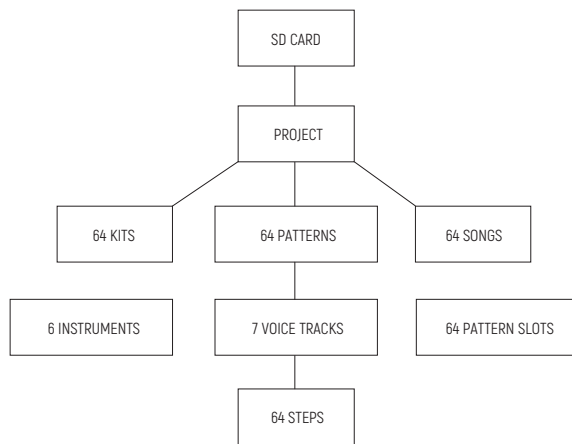 SD CARD
PROJECT
64 KITS
64 PATTERNS
64 SONGS
6 INSTRUMENTS
7 VOICE TRACKS
64 PATTERN SLOTS
64 STEPS